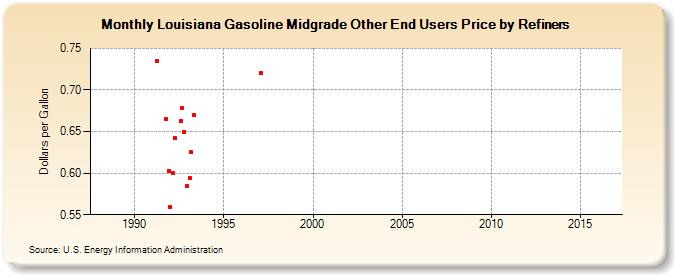 Monthly Louisiana Gasoline Midgrade Other End Users Price by Refiners
Dollars per Gallon
0.75
0.70
0.65
0.60
0.55
1990 1995 2000 2005 2010 2015
Source: U.S. Energy Information Administration